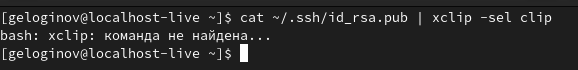 [geloginov@localhost-live ~]$ cat ~/.ssh/id_rsa.pub | xclip -sel clip
bash: xclip: команда не найдена...
[geloginov@localhost-live ~]$